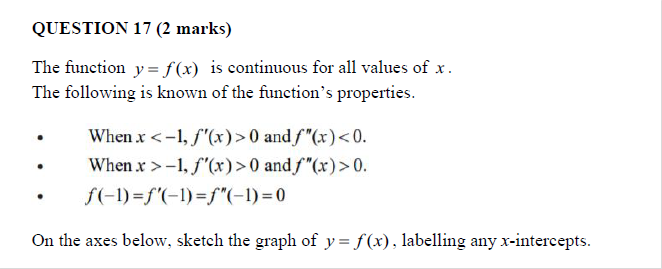 QUESTION 17 (2 marks)
The function y = f(x) is continuous for all values of x.
The following is known of the function's properties.
• When x < −1, f′(x) > 0 and f″(x) < 0.
• When x > −1, f′(x) > 0 and f″(x) > 0.
• f(−1) = f′(−1) = f″(−1) = 0
On the axes below, sketch the graph of y = f(x), labelling any x-intercepts.